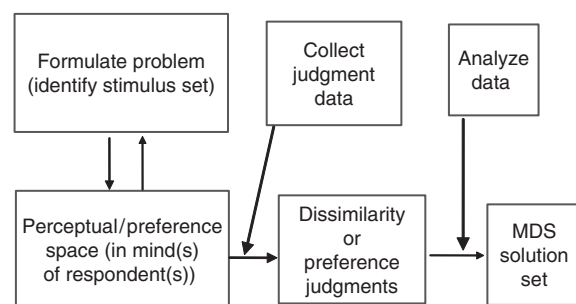 Formulate problem
(identify stimulus set)
Collect
judgment
data
Analyze
data
Perceptual/preference
space (in mind(s)
of respondent(s))
Dissimilarity
or
preference
judgments
MDS
solution
set